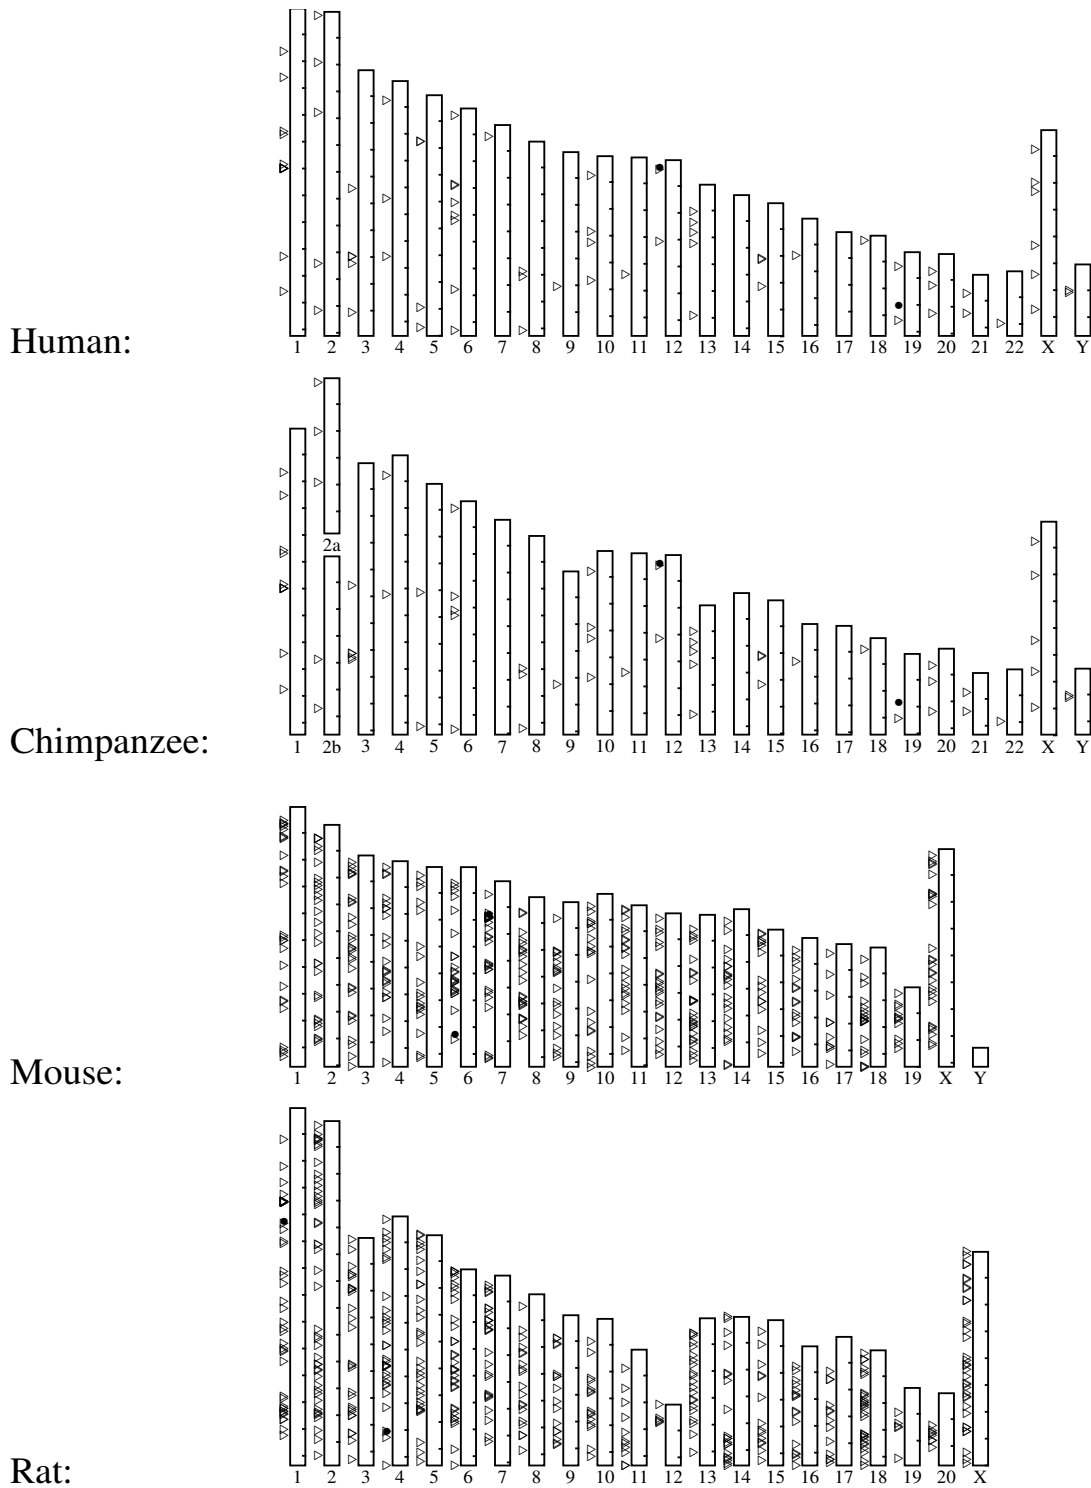 Human:
1 2 3 4 5 6 7 8 9 10 11 12 13 14 15 16 17 18 19 20 21 22 X Y
2a
Chimpanzee:
1 2b 3 4 5 6 7 8 9 10 11 12 13 14 15 16 17 18 19 20 21 22 X Y
Mouse:
1 2 3 4 5 6 7 8 9 10 11 12 13 14 15 16 17 18 19 X Y
Rat:
1 2 3 4 5 6 7 8 9 10 11 12 13 14 15 16 17 18 19 20 X